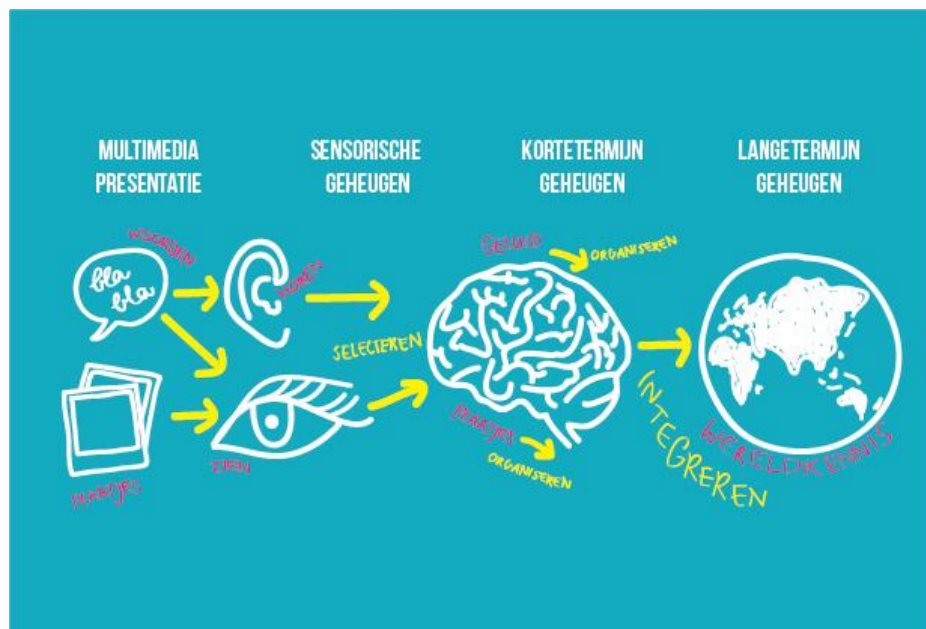 MULTIMEDIA
PRESENTATIE
SENSORISCHE
GEHEUGEN
KORTETERMIJN
GEHEUGEN
LANGETERMIJN
GEHEUGEN
WOORDEN
bla
bla
HOREN
SELECTEREN
GELUID
ORGANISEREN
PLAATJES
ZIEN
PLAATJES
ORGANISEREN
INTEGREREN
WERELDKENNIS